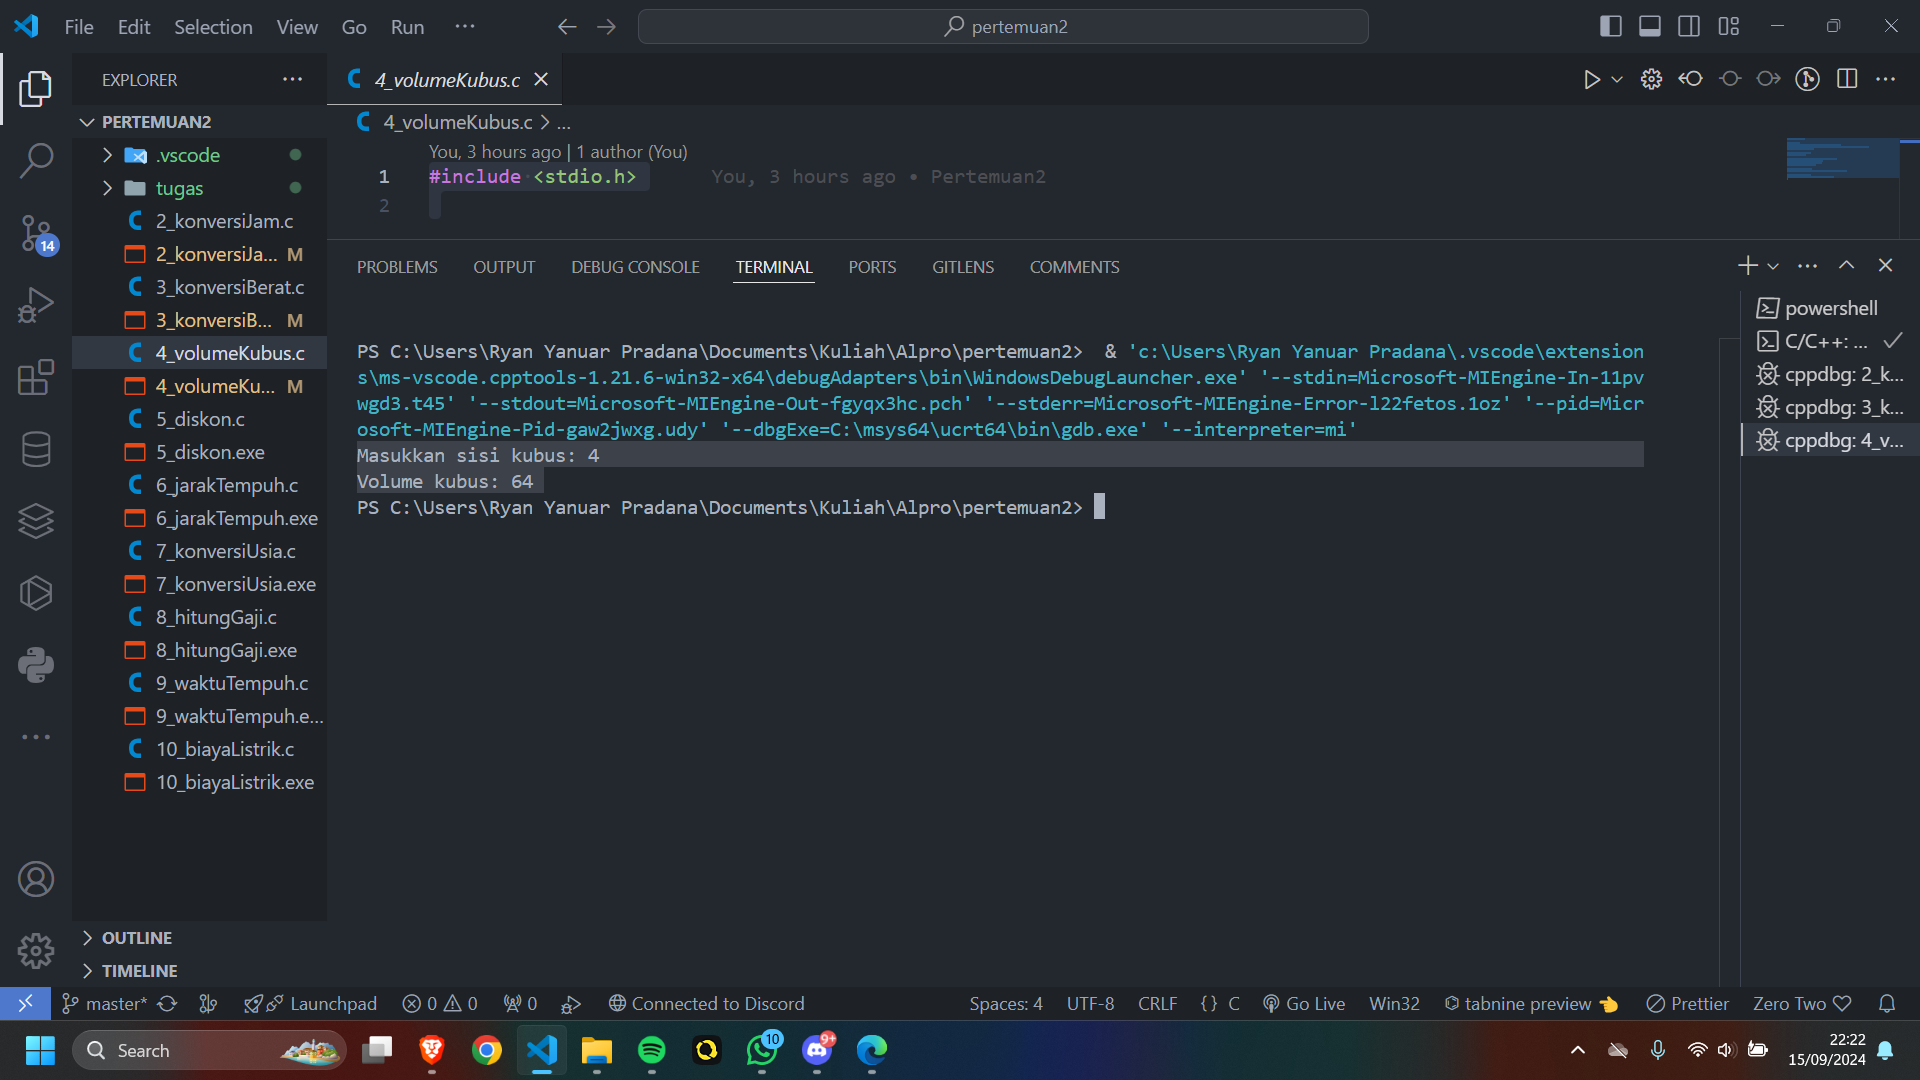 File Edit Selection View Go Run ···
pertemuan2
EXPLORER ···
PERTEMUAN2
.vscode
tugas
2_konversiJam.c
2_konversiJa... M
3_konversiBerat.c
3_konversiB... M
4_volumeKubus.c
4_volumeKu... M
5_diskon.c
5_diskon.exe
6_jarakTempuh.c
6_jarakTempuh.exe
7_konversiUsia.c
7_konversiUsia.exe
8_hitungGaji.c
8_hitungGaji.exe
9_waktuTempuh.c
9_waktuTempuh.e...
10_biayaListrik.c
10_biayaListrik.exe
OUTLINE
TIMELINE
14
4_volumeKubus.c
4_volumeKubus.c > ...
You, 3 hours ago | 1 author (You)
1 #include <stdio.h> You, 3 hours ago • Pertemuan2
2
PROBLEMS OUTPUT DEBUG CONSOLE TERMINAL PORTS GITLENS COMMENTS
PS C:\Users\Ryan Yanuar Pradana\Documents\Kuliah\Alpro\pertemuan2>  & 'c:\Users\Ryan Yanuar Pradana\.vscode\extension
s\ms-vscode.cpptools-1.21.6-win32-x64\debugAdapters\bin\WindowsDebugLauncher.exe' '--stdin=Microsoft-MIEngine-In-11pv
wgd3.t45' '--stdout=Microsoft-MIEngine-Out-fgyqx3hc.pch' '--stderr=Microsoft-MIEngine-Error-l22fetos.1oz' '--pid=Micr
osoft-MIEngine-Pid-gaw2jwxg.udy' '--dbgExe=C:\msys64\ucrt64\bin\gdb.exe' '--interpreter=mi'
Masukkan sisi kubus: 4
Volume kubus: 64
PS C:\Users\Ryan Yanuar Pradana\Documents\Kuliah\Alpro\pertemuan2>
powershell
C/C++: ...
cppdbg: 2_k...
cppdbg: 3_k...
cppdbg: 4_v...
master* Launchpad 0 0 0 Connected to Discord Spaces: 4 UTF-8 CRLF {} C Go Live Win32 tabnine preview Prettier Zero Two
Search
10
9+
22:22
15/09/2024